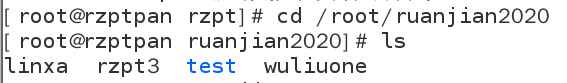 [root@rzptpan rzpt]# cd /root/ruanjian2020
[root@rzptpan ruanjian2020]# ls
linxa  rzpt3  test  wuliuone